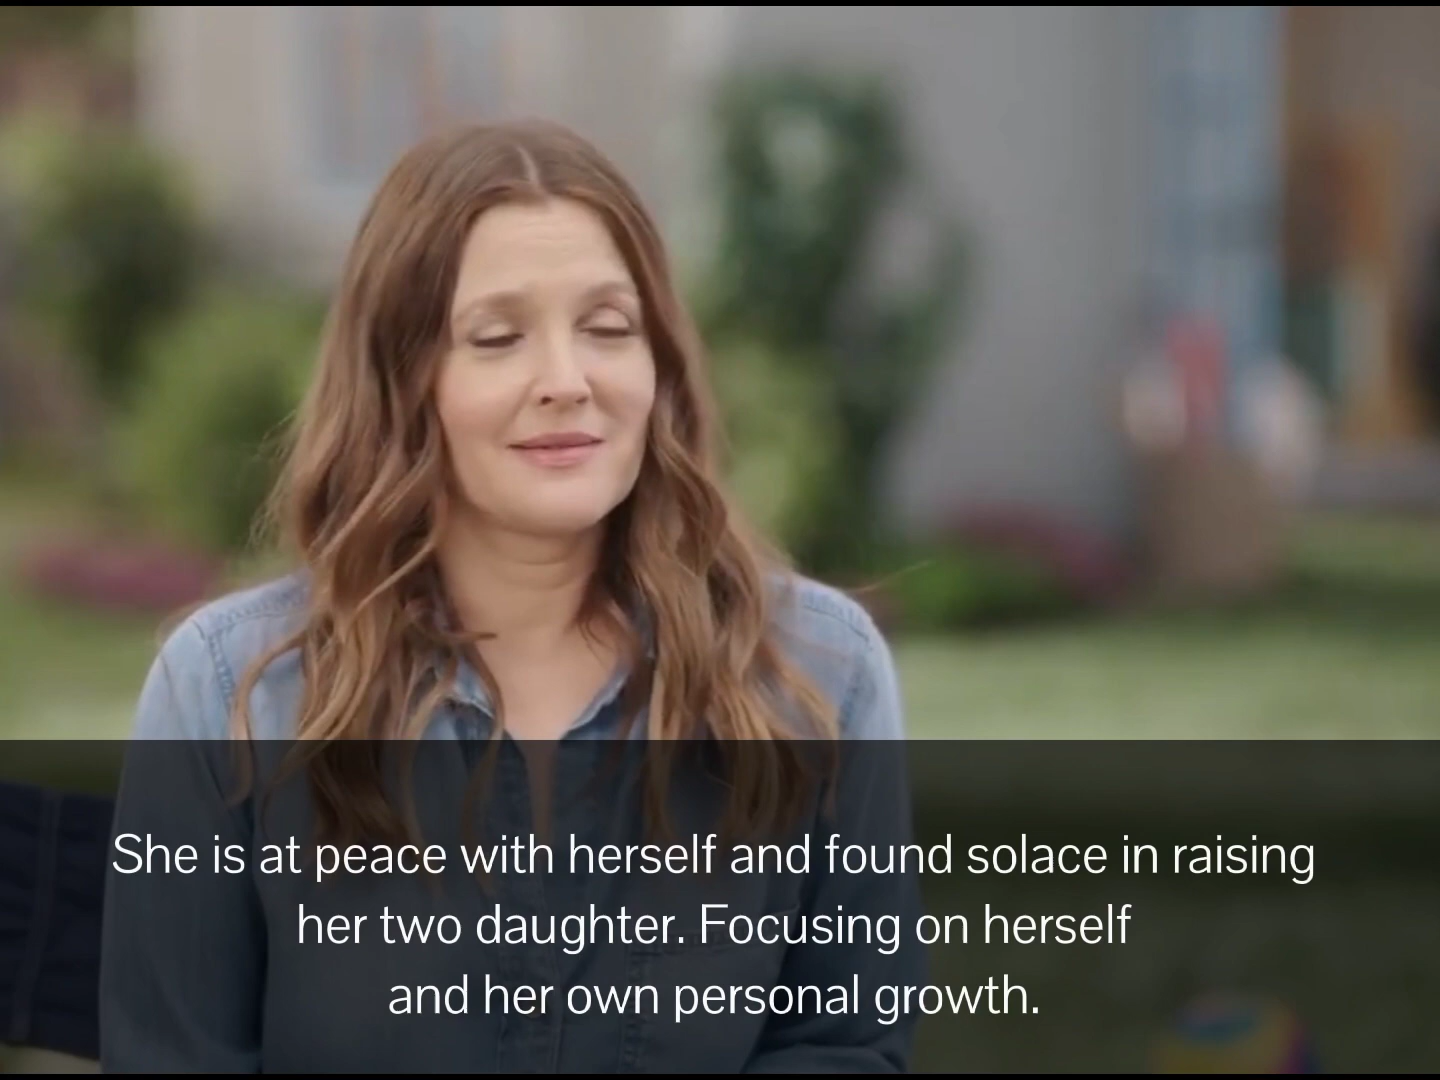 She is at peace with herself and found solace in raising
her two daughter. Focusing on herself
and her own personal growth.